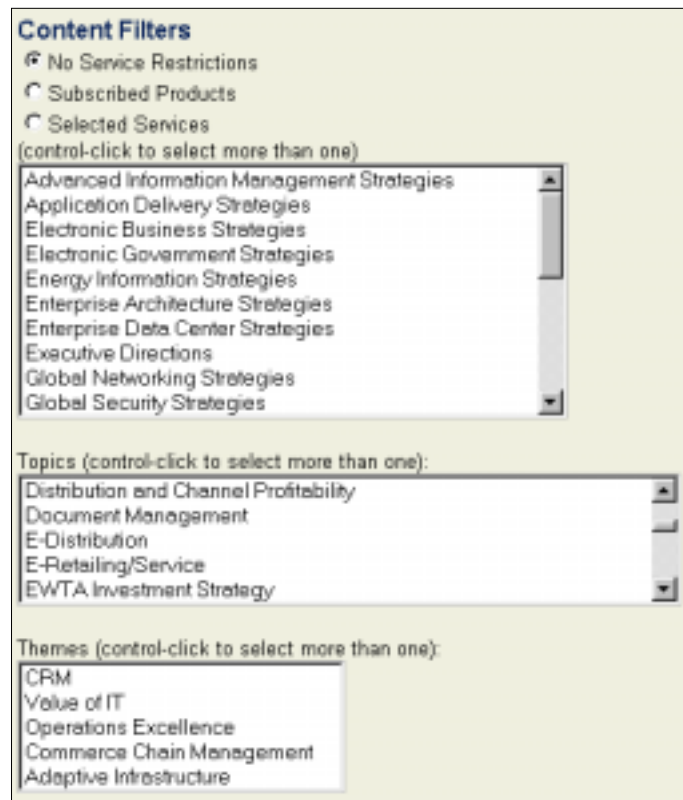 Content Filters
No Service Restrictions
Subscribed Products
Selected Services
(control-click to select more than one)
Advanced Information Management Strategies
Application Delivery Strategies
Electronic Business Strategies
Electronic Government Strategies
Energy Information Strategies
Enterprise Architecture Strategies
Enterprise Data Center Strategies
Executive Directions
Global Networking Strategies
Global Security Strategies
Topics (control-click to select more than one):
Distribution and Channel Profitability
Document Management
E-Distribution
E-Retailing/Service
EWTA Investment Strategy
Themes (control-click to select more than one):
CRM
Value of IT
Operations Excellence
Commerce Chain Management
Adaptive Infrastructure